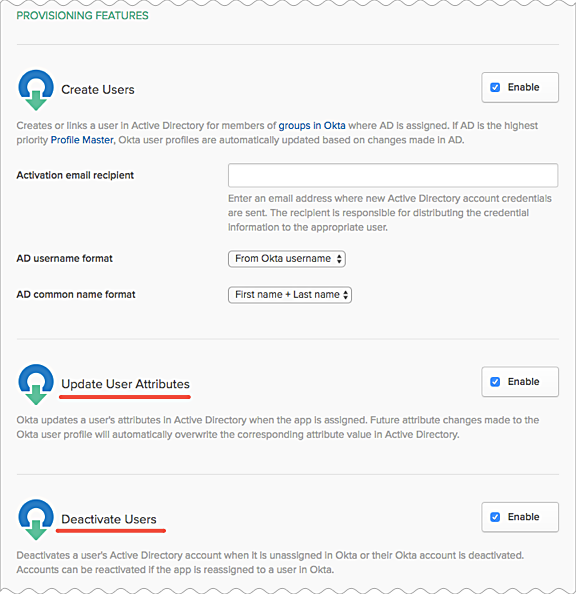 PROVISIONING FEATURES
Create Users
Enable
Creates or links a user in Active Directory for members of groups in Okta where AD is assigned. If AD is the highest
priority Profile Master, Okta user profiles are automatically updated based on changes made in AD.
Activation email recipient
Enter an email address where new Active Directory account credentials
are sent. The recipient is responsible for distributing the credential
information to the appropriate user.
AD username format
From Okta username
AD common name format
First name + Last name
Update User Attributes
Enable
Okta updates a user's attributes in Active Directory when the app is assigned. Future attribute changes made to the
Okta user profile will automatically overwrite the corresponding attribute value in Active Directory.
Deactivate Users
Enable
Deactivates a user's Active Directory account when it is unassigned in Okta or their Okta account is deactivated.
Accounts can be reactivated if the app is reassigned to a user in Okta.